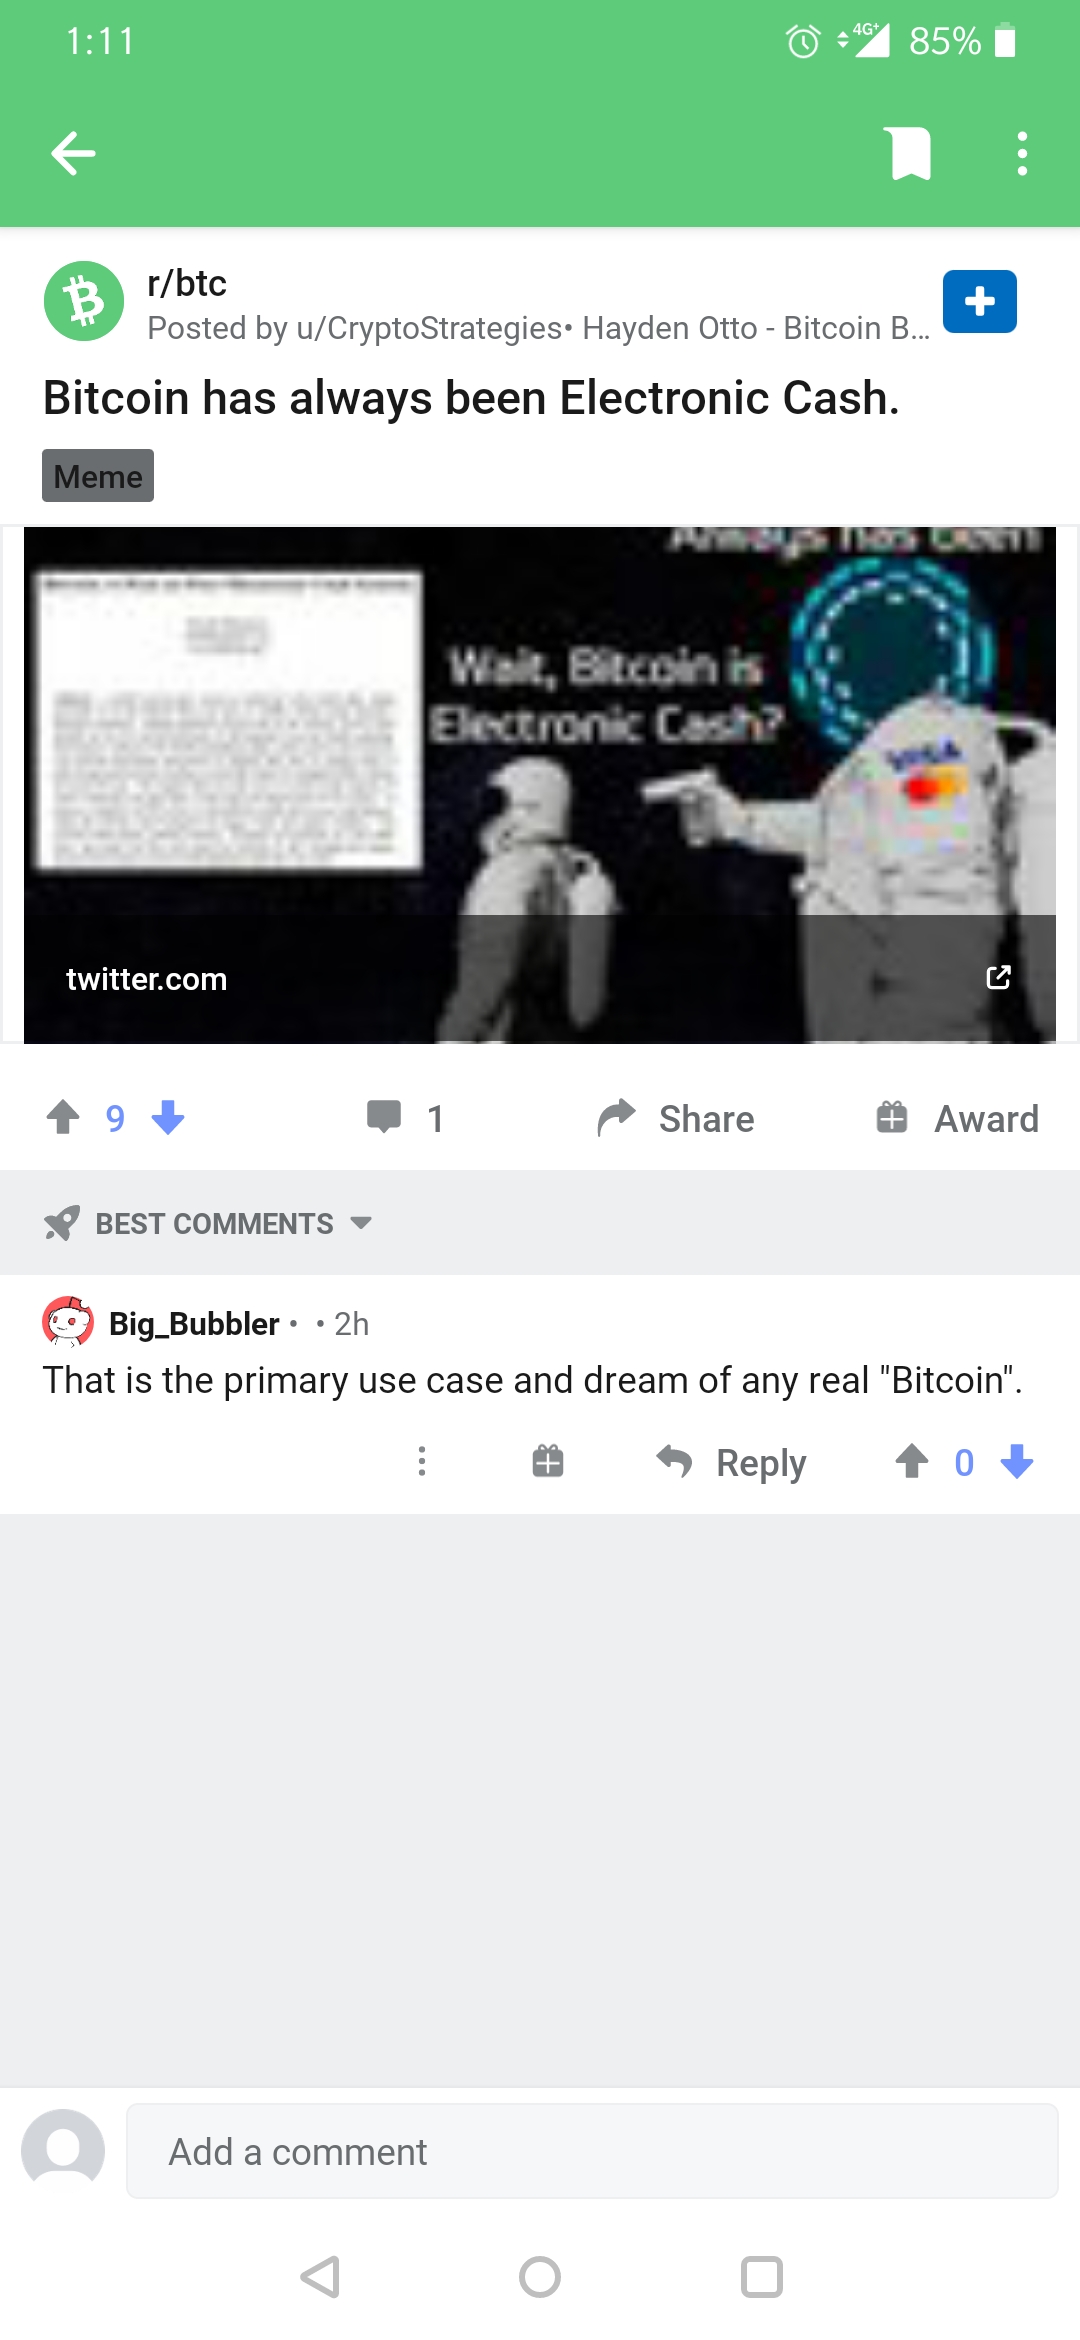 1:11
4G+
85%
r/btc
Posted by u/CryptoStrategies• Hayden Otto - Bitcoin B...
Bitcoin has always been Electronic Cash.
Meme
Always has been
Wait, Bitcoin is
Electronic Cash?
VISA
twitter.com
9
1
Share
Award
BEST COMMENTS
Big_Bubbler • • 2h
That is the primary use case and dream of any real "Bitcoin".
Reply
0
Add a comment